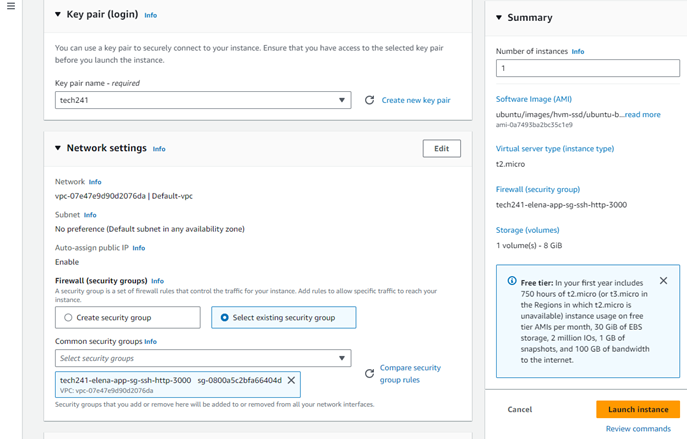 Key pair (login) Info
You can use a key pair to securely connect to your instance. Ensure that you have access to the selected key pair
before you launch the instance.
Key pair name - required
tech241
Create new key pair
Network settings Info
Edit
Network Info
vpc-07e47e9d90d2076da | Default-vpc
Subnet Info
No preference (Default subnet in any availability zone)
Auto-assign public IP Info
Enable
Firewall (security groups) Info
A security group is a set of firewall rules that control the traffic for your instance. Add rules to allow specific traffic to reach your
instance.
Create security group
Select existing security group
Common security groups Info
Select security groups
tech241-elena-app-sg-ssh-http-3000 sg-0800a5c2bfa66404d
VPC: vpc-07e47e9d90d2076da
Compare security
group rules
Security groups that you add or remove here will be added to or removed from all your network interfaces.
Summary
Number of instances Info
1
Software Image (AMI)
ubuntu/images/hvm-ssd/ubuntu-b...read more
ami-0a7493ba2bc35c1e9
Virtual server type (instance type)
t2.micro
Firewall (security group)
tech241-elena-app-sg-ssh-http-3000
Storage (volumes)
1 volume(s) - 8 GiB
Free tier: In your first year includes
750 hours of t2.micro (or t3.micro in
the Regions in which t2.micro is
unavailable) instance usage on free
tier AMIs per month, 30 GiB of EBS
storage, 2 million IOs, 1 GB of
snapshots, and 100 GB of bandwidth
to the internet.
Cancel
Launch instance
Review commands